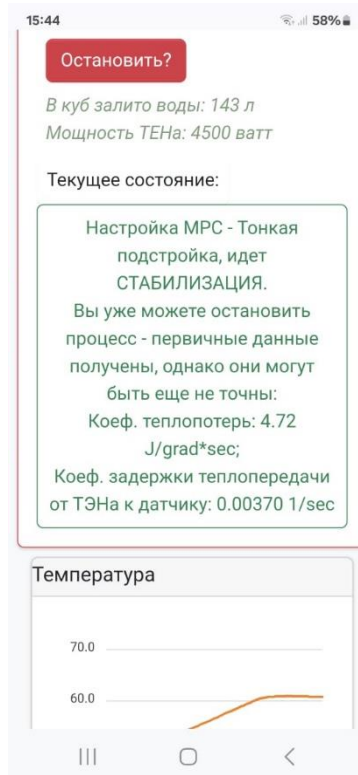 15:44
58%
Остановить?
В куб залито воды: 143 л
Мощность ТЕНа: 4500 ватт
Текущее состояние:
Настройка МРС - Тонкая
подстройка, идет
СТАБИЛИЗАЦИЯ.
Вы уже можете остановить
процесс - первичные данные
получены, однако они могут
быть еще не точны:
Коеф. теплопотерь: 4.72
J/grad*sec;
Коеф. задержки теплопередачи
от ТЭНа к датчику: 0.00370 1/sec
Температура
70.0
60.0